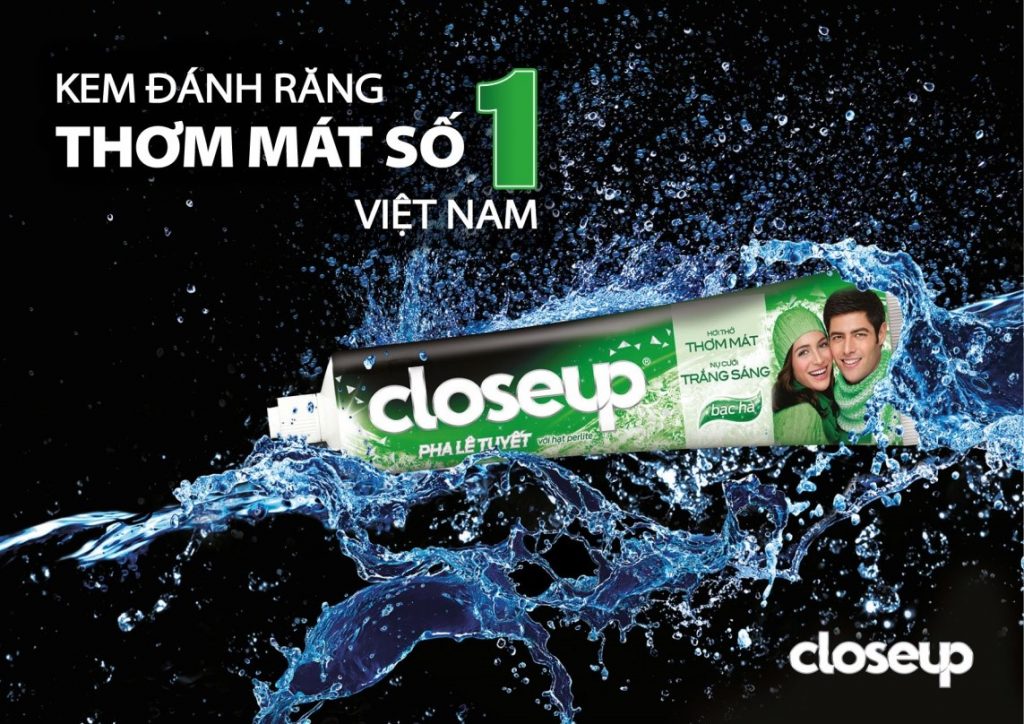 KEM ĐÁNH RĂNG
THƠM MÁT SỐ 1
VIỆT NAM
closeup®
PHA LÊ TUYẾT với hạt perlite
HƠI THỞ
THƠM MÁT
NỤ CƯỜI
TRẮNG SÁNG
bạc hà
closeup